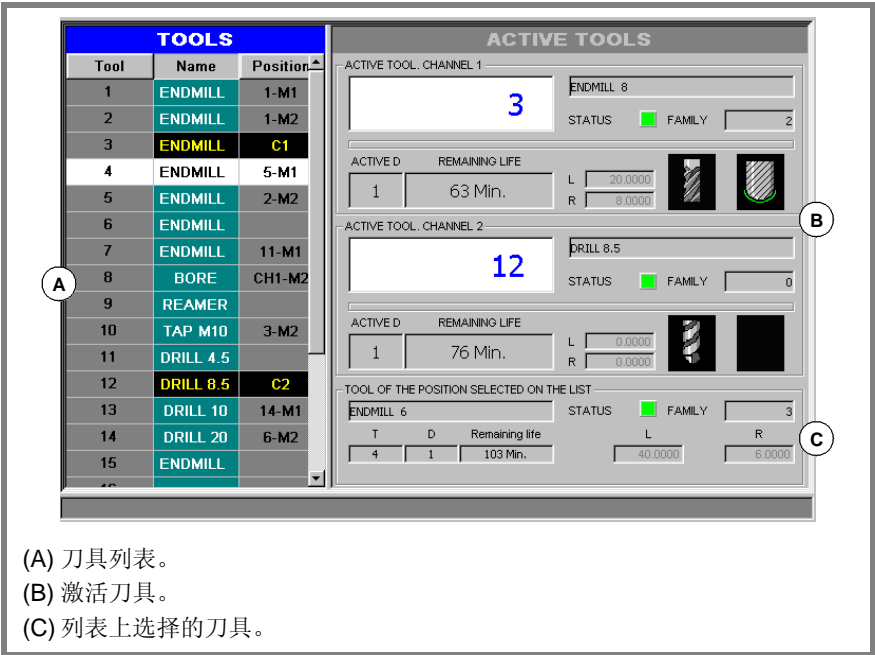 TOOLS
Tool Name Position
1 ENDMILL 1-M1
2 ENDMILL 1-M2
3 ENDMILL C1
4 ENDMILL 5-M1
5 ENDMILL 2-M2
6 ENDMILL
7 ENDMILL 11-M1
8 BORE CH1-M2
9 REAMER
10 TAP M10 3-M2
11 DRILL 4.5
12 DRILL 8.5 C2
13 DRILL 10 14-M1
14 DRILL 20 6-M2
15 ENDMILL
A
ACTIVE TOOLS
ACTIVE TOOL. CHANNEL 1
3
ENDMILL 8
STATUS FAMILY 2
ACTIVE D REMAINING LIFE
1 63 Min.
L 20.0000
R 8.0000
B
ACTIVE TOOL. CHANNEL 2
12
DRILL 8.5
STATUS FAMILY 0
ACTIVE D REMAINING LIFE
1 76 Min.
L 0.0000
R 0.0000
TOOL OF THE POSITION SELECTED ON THE LIST
ENDMILL 6 STATUS FAMILY 3
T D Remaining life L R
4 1 103 Min. 40.0000 6.0000
C
(A) 刀具列表。
(B) 激活刀具。
(C) 列表上选择的刀具。